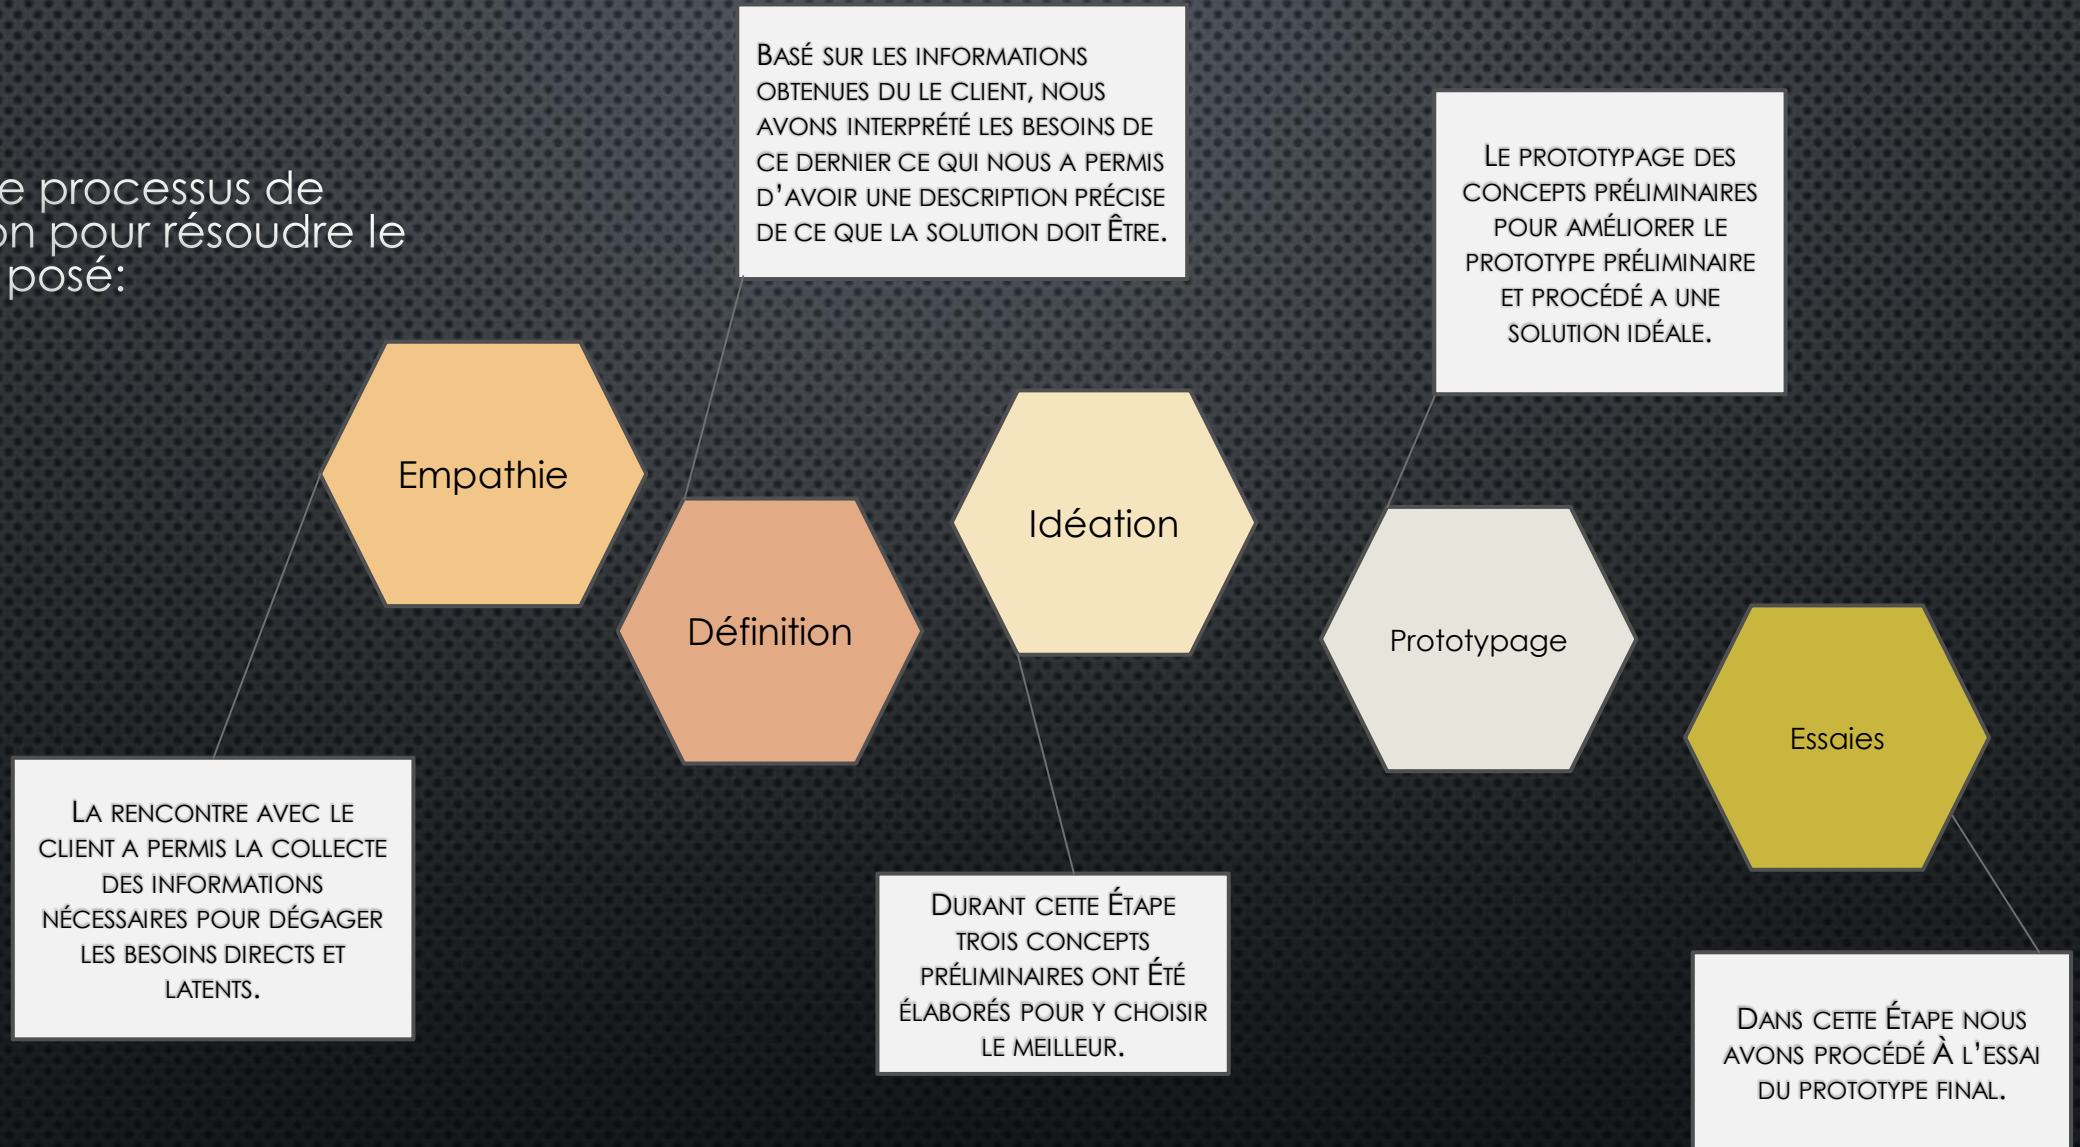 e processus de
on pour résoudre le
posé:
BASÉ SUR LES INFORMATIONS
OBTENUES DU LE CLIENT, NOUS
AVONS INTERPRÉTÉ LES BESOINS DE
CE DERNIER CE QUI NOUS A PERMIS
D’AVOIR UNE DESCRIPTION PRÉCISE
DE CE QUE LA SOLUTION DOIT ÊTRE.
LE PROTOTYPAGE DES
CONCEPTS PRÉLIMINAIRES
POUR AMÉLIORER LE
PROTOTYPE PRÉLIMINAIRE
ET PROCÉDÉ A UNE
SOLUTION IDÉALE.
Empathie
Définition
Idéation
Prototypage
Essaies
LA RENCONTRE AVEC LE
CLIENT A PERMIS LA COLLECTE
DES INFORMATIONS
NÉCESSAIRES POUR DÉGAGER
LES BESOINS DIRECTS ET
LATENTS.
DURANT CETTE ÉTAPE
TROIS CONCEPTS
PRÉLIMINAIRES ONT ÉTÉ
ÉLABORÉS POUR Y CHOISIR
LE MEILLEUR.
DANS CETTE ÉTAPE NOUS
AVONS PROCÉDÉ À L’ESSAI
DU PROTOTYPE FINAL.